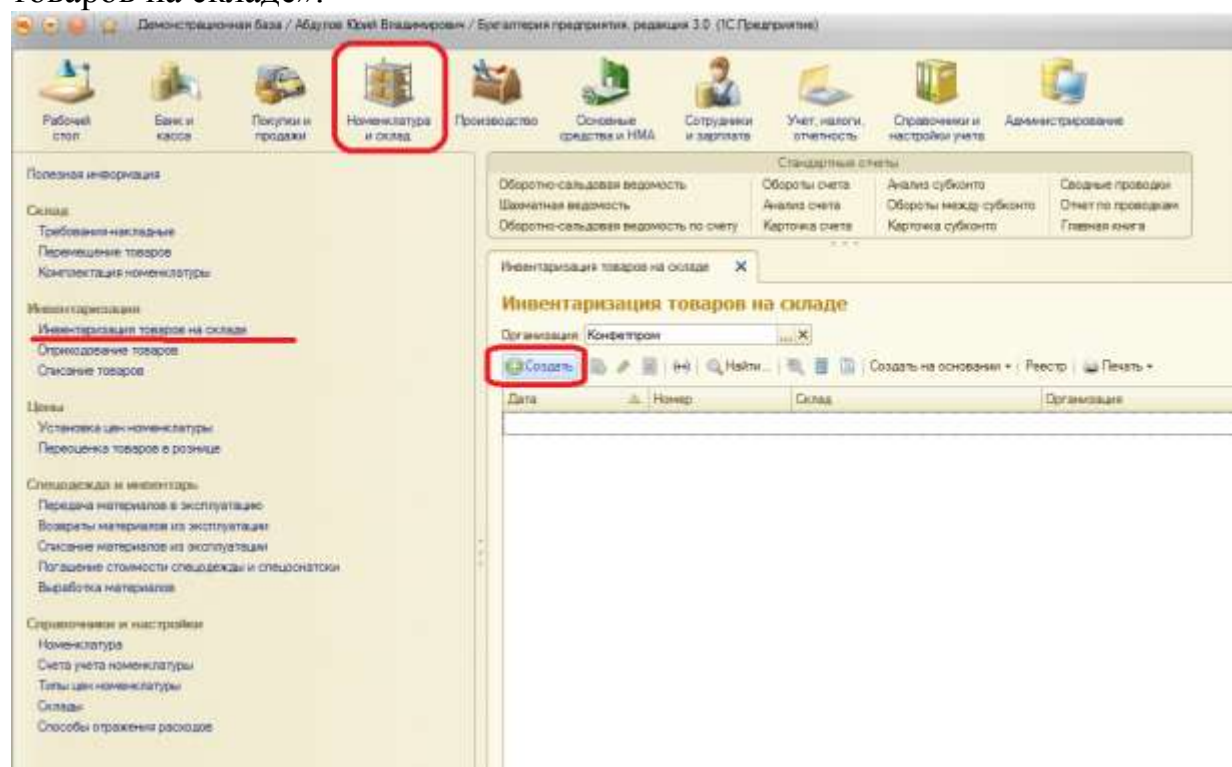 товаров на складе».
Демонстрационная база / Абдулов Юрий Владимирович / Бухгалтерия предприятия, редакция 3.0 (1С:Предприятие)
Рабочий стол
Банк и касса
Покупки и продажи
Номенклатура и склад
Производство
Основные средства и НМА
Сотрудники и зарплата
Учет, налоги, отчетность
Справочники и настройки учета
Администрирование
Полезная информация
Склад
Требования-накладные
Перемещение товаров
Комплектация номенклатуры
Инвентаризация
Инвентаризация товаров на складе
Оприходование товаров
Списание товаров
Цены
Установка цен номенклатуры
Переоценка товаров в рознице
Спецодежда и инвентарь
Передача материалов в эксплуатацию
Возвраты материалов из эксплуатации
Списание материалов из эксплуатации
Погашение стоимости спецодежды и спецоснастки
Выработка материалов
Справочники и настройки
Номенклатура
Счета учета номенклатуры
Типы цен номенклатуры
Склады
Способы отражения расходов
Стандартные отчеты
Оборотно-сальдовая ведомость
Обороты счета
Анализ субконто
Сводные проводки
Шахматная ведомость
Анализ счета
Обороты между субконто
Отчет по проводкам
Оборотно-сальдовая ведомость по счету
Карточка счета
Карточка субконто
Главная книга
Инвентаризация товаров на складе
Инвентаризация товаров на складе
Организация Конфетпром ... X
Создать Найти... Создать на основании Реестр Печать
Дата Номер Склад Организация